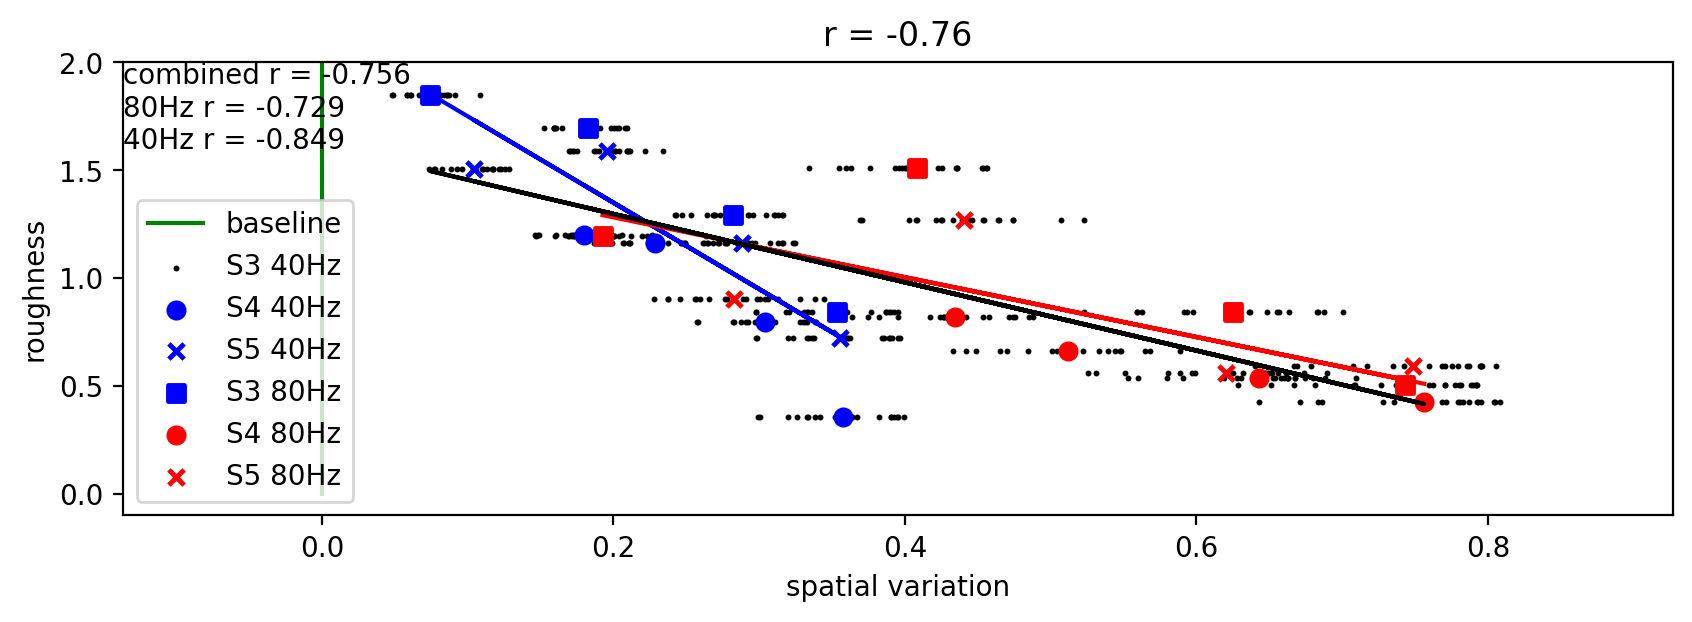 r = -0.76
combined r = -0.756
80Hz r = -0.729
40Hz r = -0.849
2.0
1.5
1.0
0.5
0.0
roughness
baseline
S3 40Hz
S4 40Hz
S5 40Hz
S3 80Hz
S4 80Hz
S5 80Hz
0.0 0.2 0.4 0.6 0.8
spatial variation